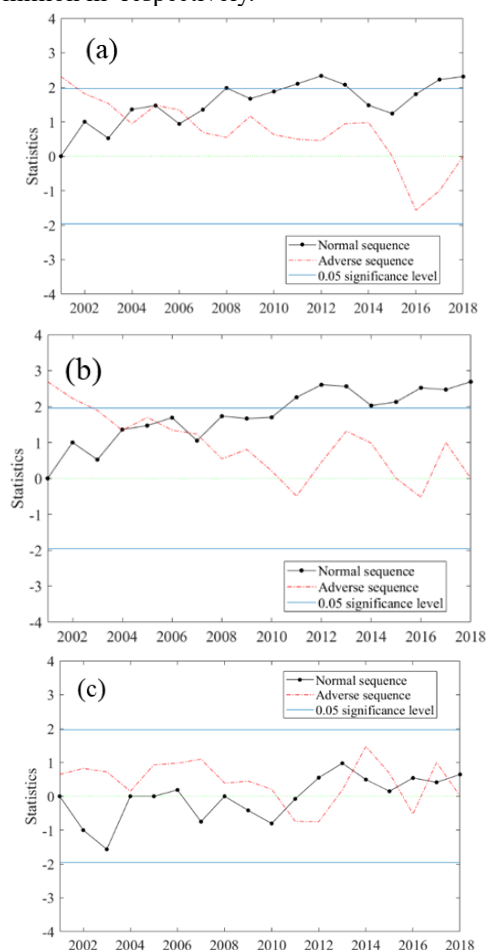 respectively.
(a)
4
3
2
1
0
-1
-2
-3
-4
Statistics
Normal sequence
Adverse sequence
0.05 significance level
2002 2004 2006 2008 2010 2012 2014 2016 2018
(b)
4
3
2
1
0
-1
-2
-3
-4
Statistics
Normal sequence
Adverse sequence
0.05 significance level
2002 2004 2006 2008 2010 2012 2014 2016 2018
(c)
4
3
2
1
0
-1
-2
-3
-4
Statistics
Normal sequence
Adverse sequence
0.05 significance level
2002 2004 2006 2008 2010 2012 2014 2016 2018